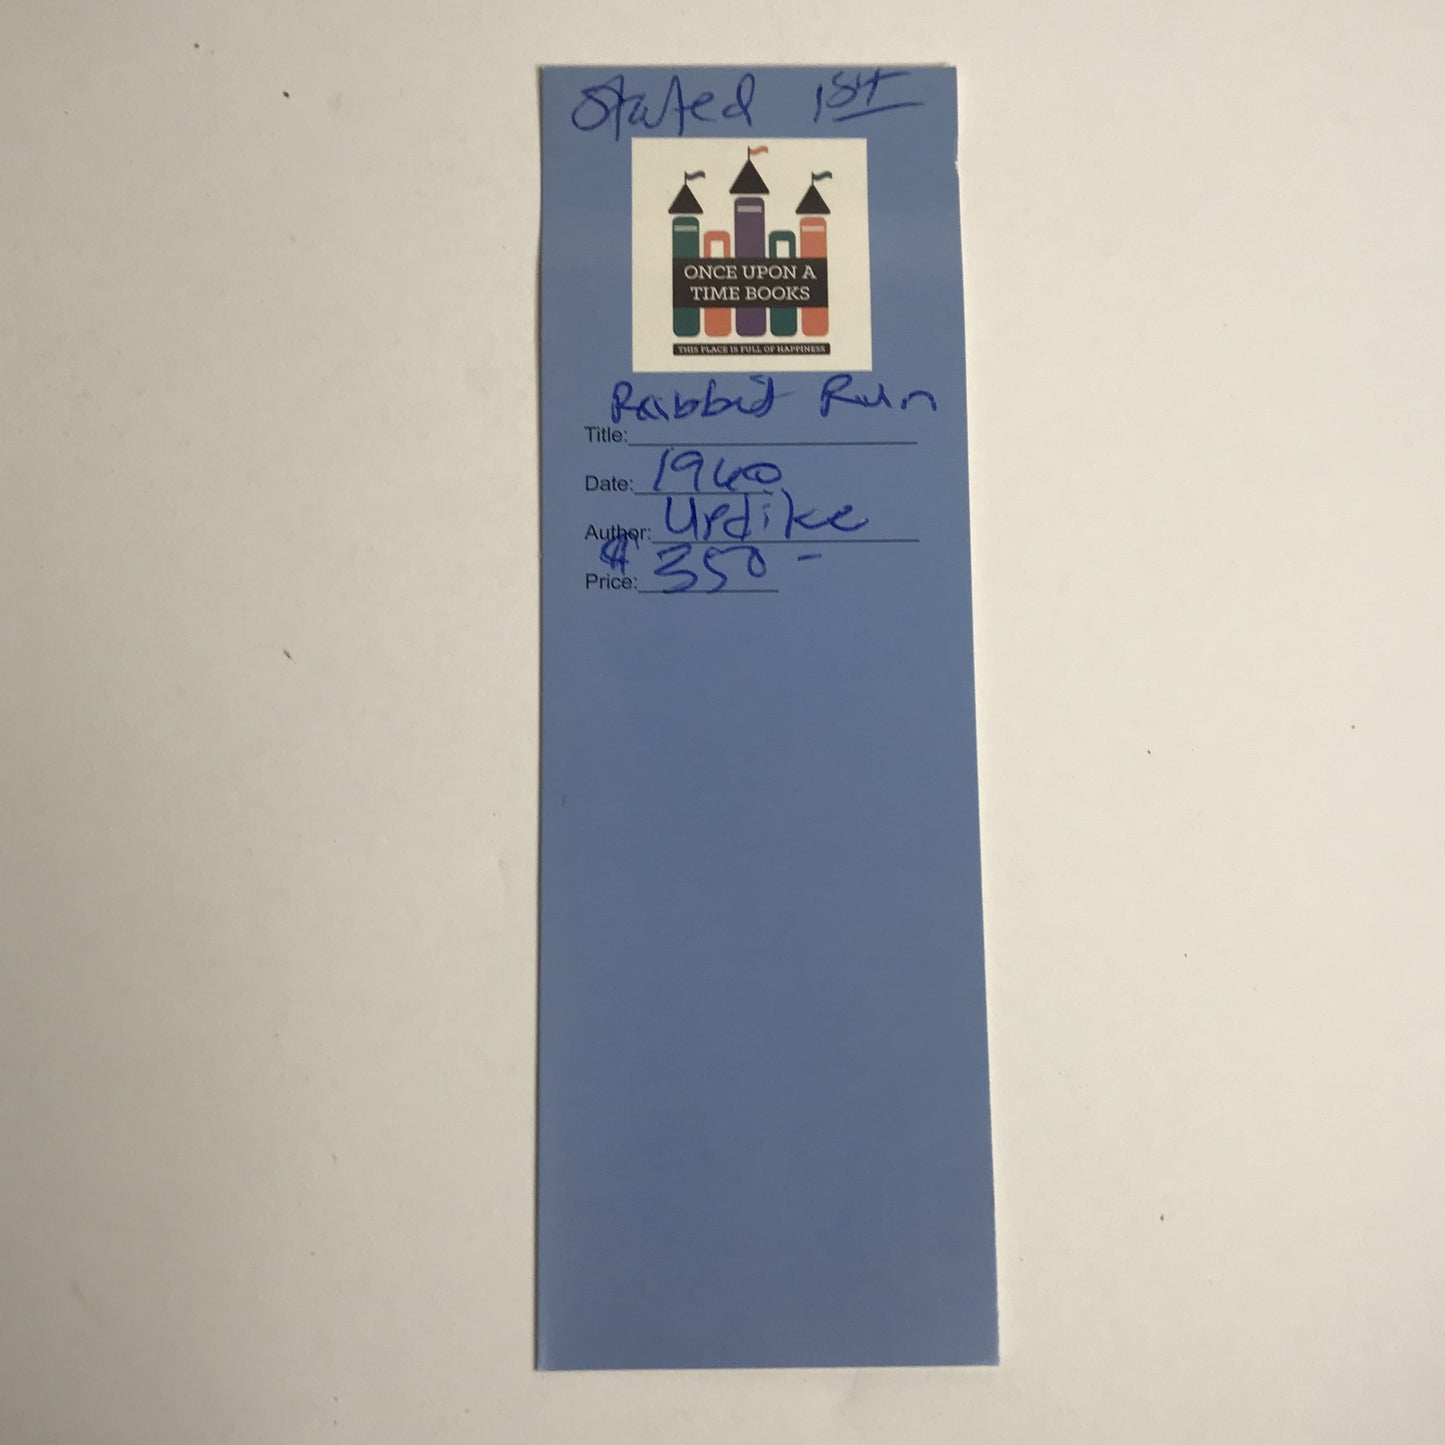 Stated 1st
ONCE UPON A
TIME BOOKS
THIS PLACE IS FULL OF HAPPINESS
Title: Rabbit Run
Date: 1960
Author: Updike
Price: $350-